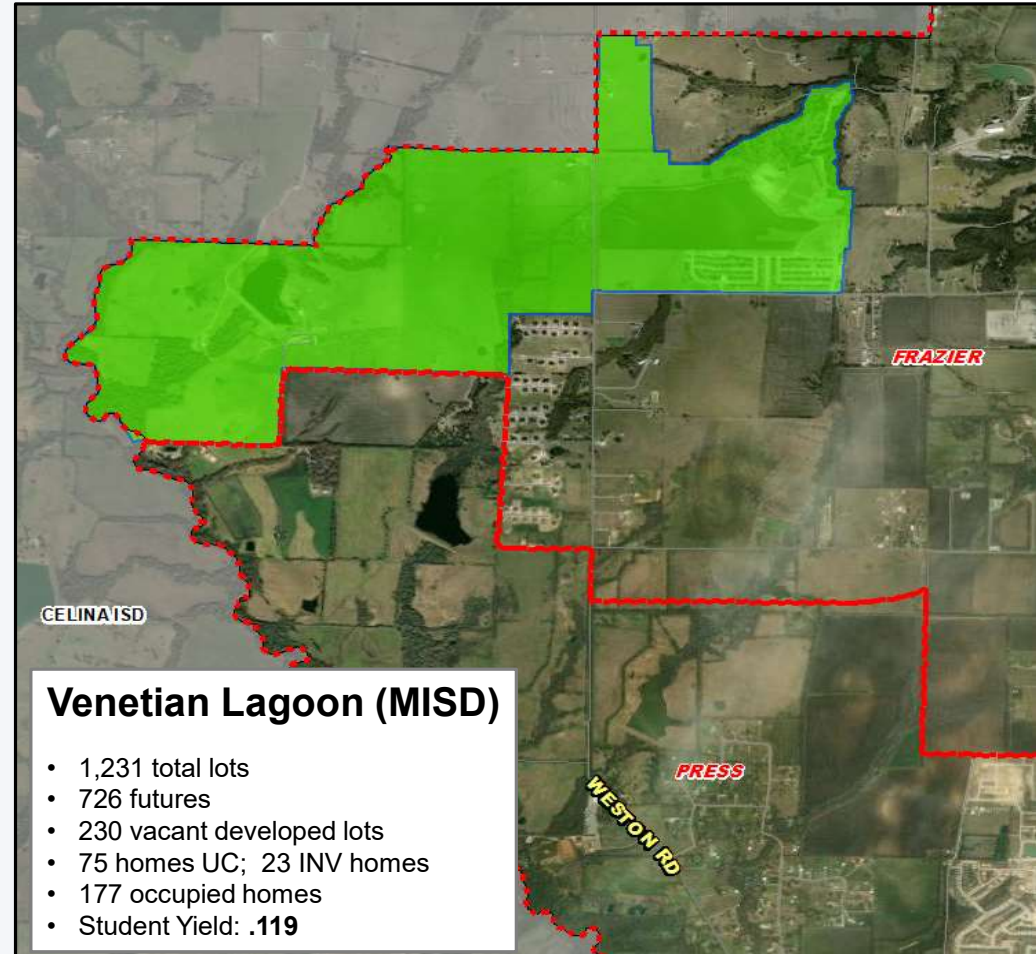 FRAZIER
CELINA ISD
PRESS
WESTON RD
Venetian Lagoon (MISD)
• 1,231 total lots
• 726 futures
• 230 vacant developed lots
• 75 homes UC; 23 INV homes
• 177 occupied homes
• Student Yield: .119